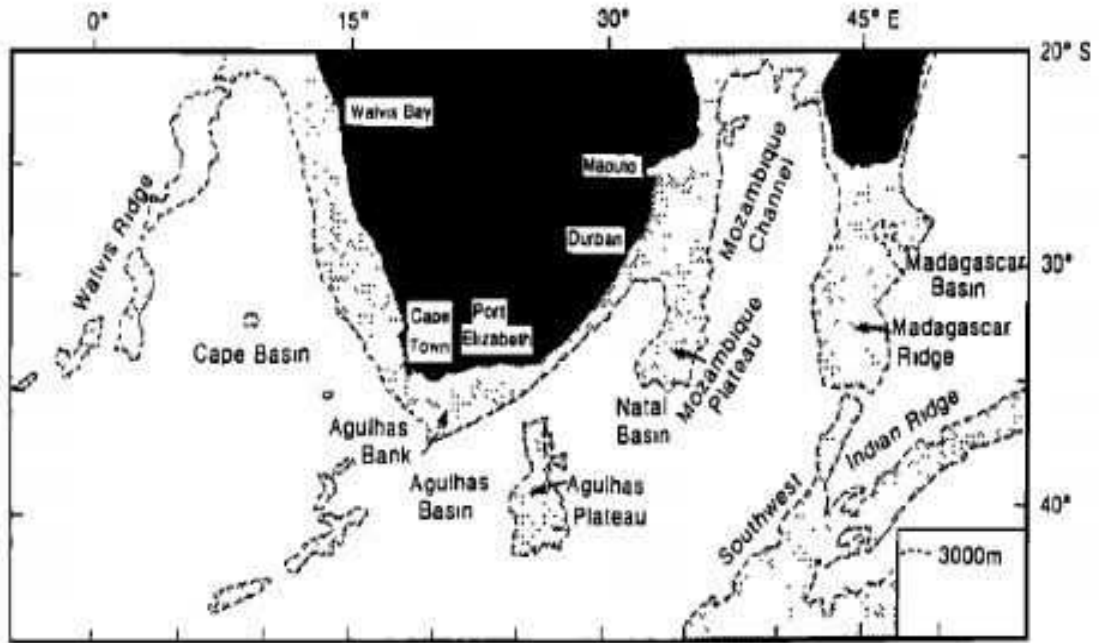 0° 15° 30° 45° E
20° S
Walvis Bay
Maputo
Mozambique
Channel
Durban
Walvis Ridge
30°
Madagascar
Basin
Cape
Town
Port
Elizabeth
Madagascar
Ridge
Cape Basin
Mozambique
Plateau
Natal
Basin
Agulhas
Bank
Southwest Indian Ridge
Agulhas
Basin
Agulhas
Plateau
40°
3000m